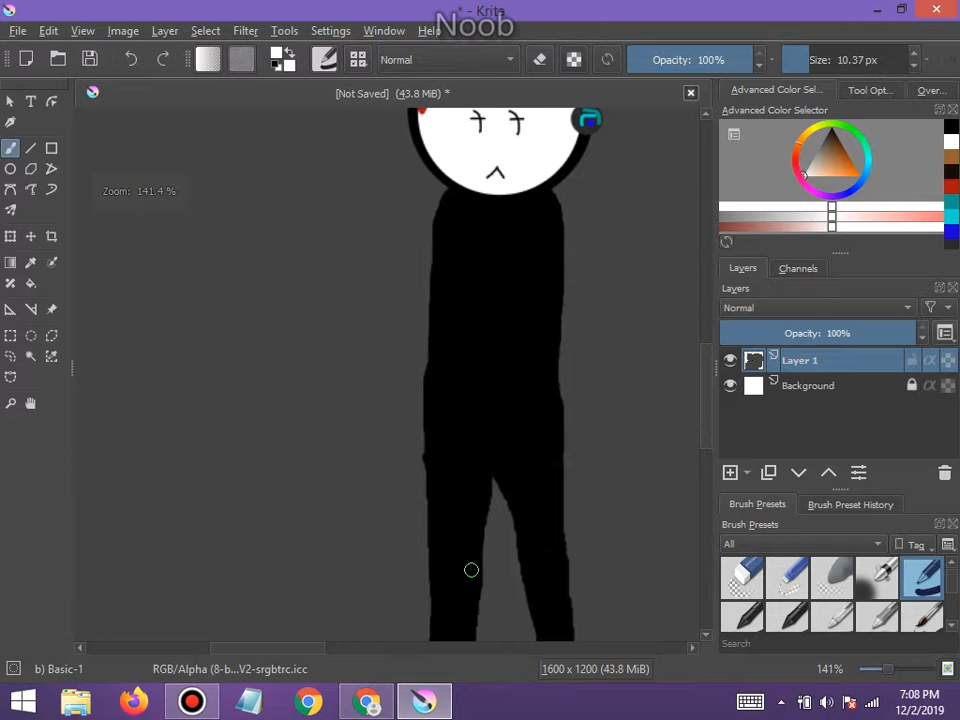 * - Krita
Noob
File Edit View Image Layer Select Filter Tools Settings Window Help
Normal
Opacity: 100%
Size: 10.37 px
[Not Saved] (43.8 MiB) *
Advanced Color Sel...
Tool Opt...
Over...
Advanced Color Selector
Zoom: 141.4 %
Layers
Channels
Layers
Normal
Opacity: 100%
Layer 1
Background
Brush Presets
Brush Preset History
Brush Presets
All
Tag
Search
b) Basic-1
RGB/Alpha (8-b...V2-srgbtrc.icc
1600 x 1200 (43.8 MiB)
141%
7:08 PM
12/2/2019